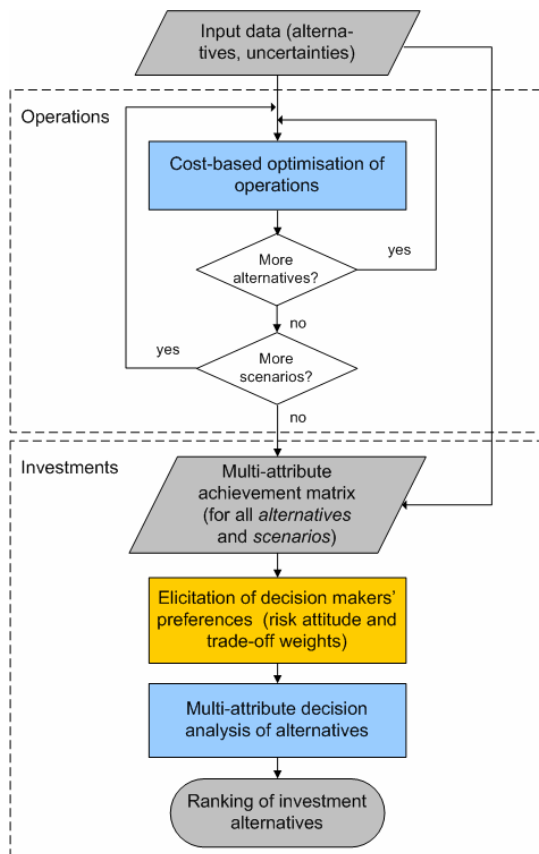 Input data (alterna-
tives, uncertainties)
Operations
Cost-based optimisation of
operations
More
alternatives?
yes
no
yes
More
scenarios?
no
Investments
Multi-attribute
achievement matrix
(for all alternatives
and scenarios)
Elicitation of decision makers'
preferences (risk attitude and
trade-off weights)
Multi-attribute decision
analysis of alternatives
Ranking of investment
alternatives